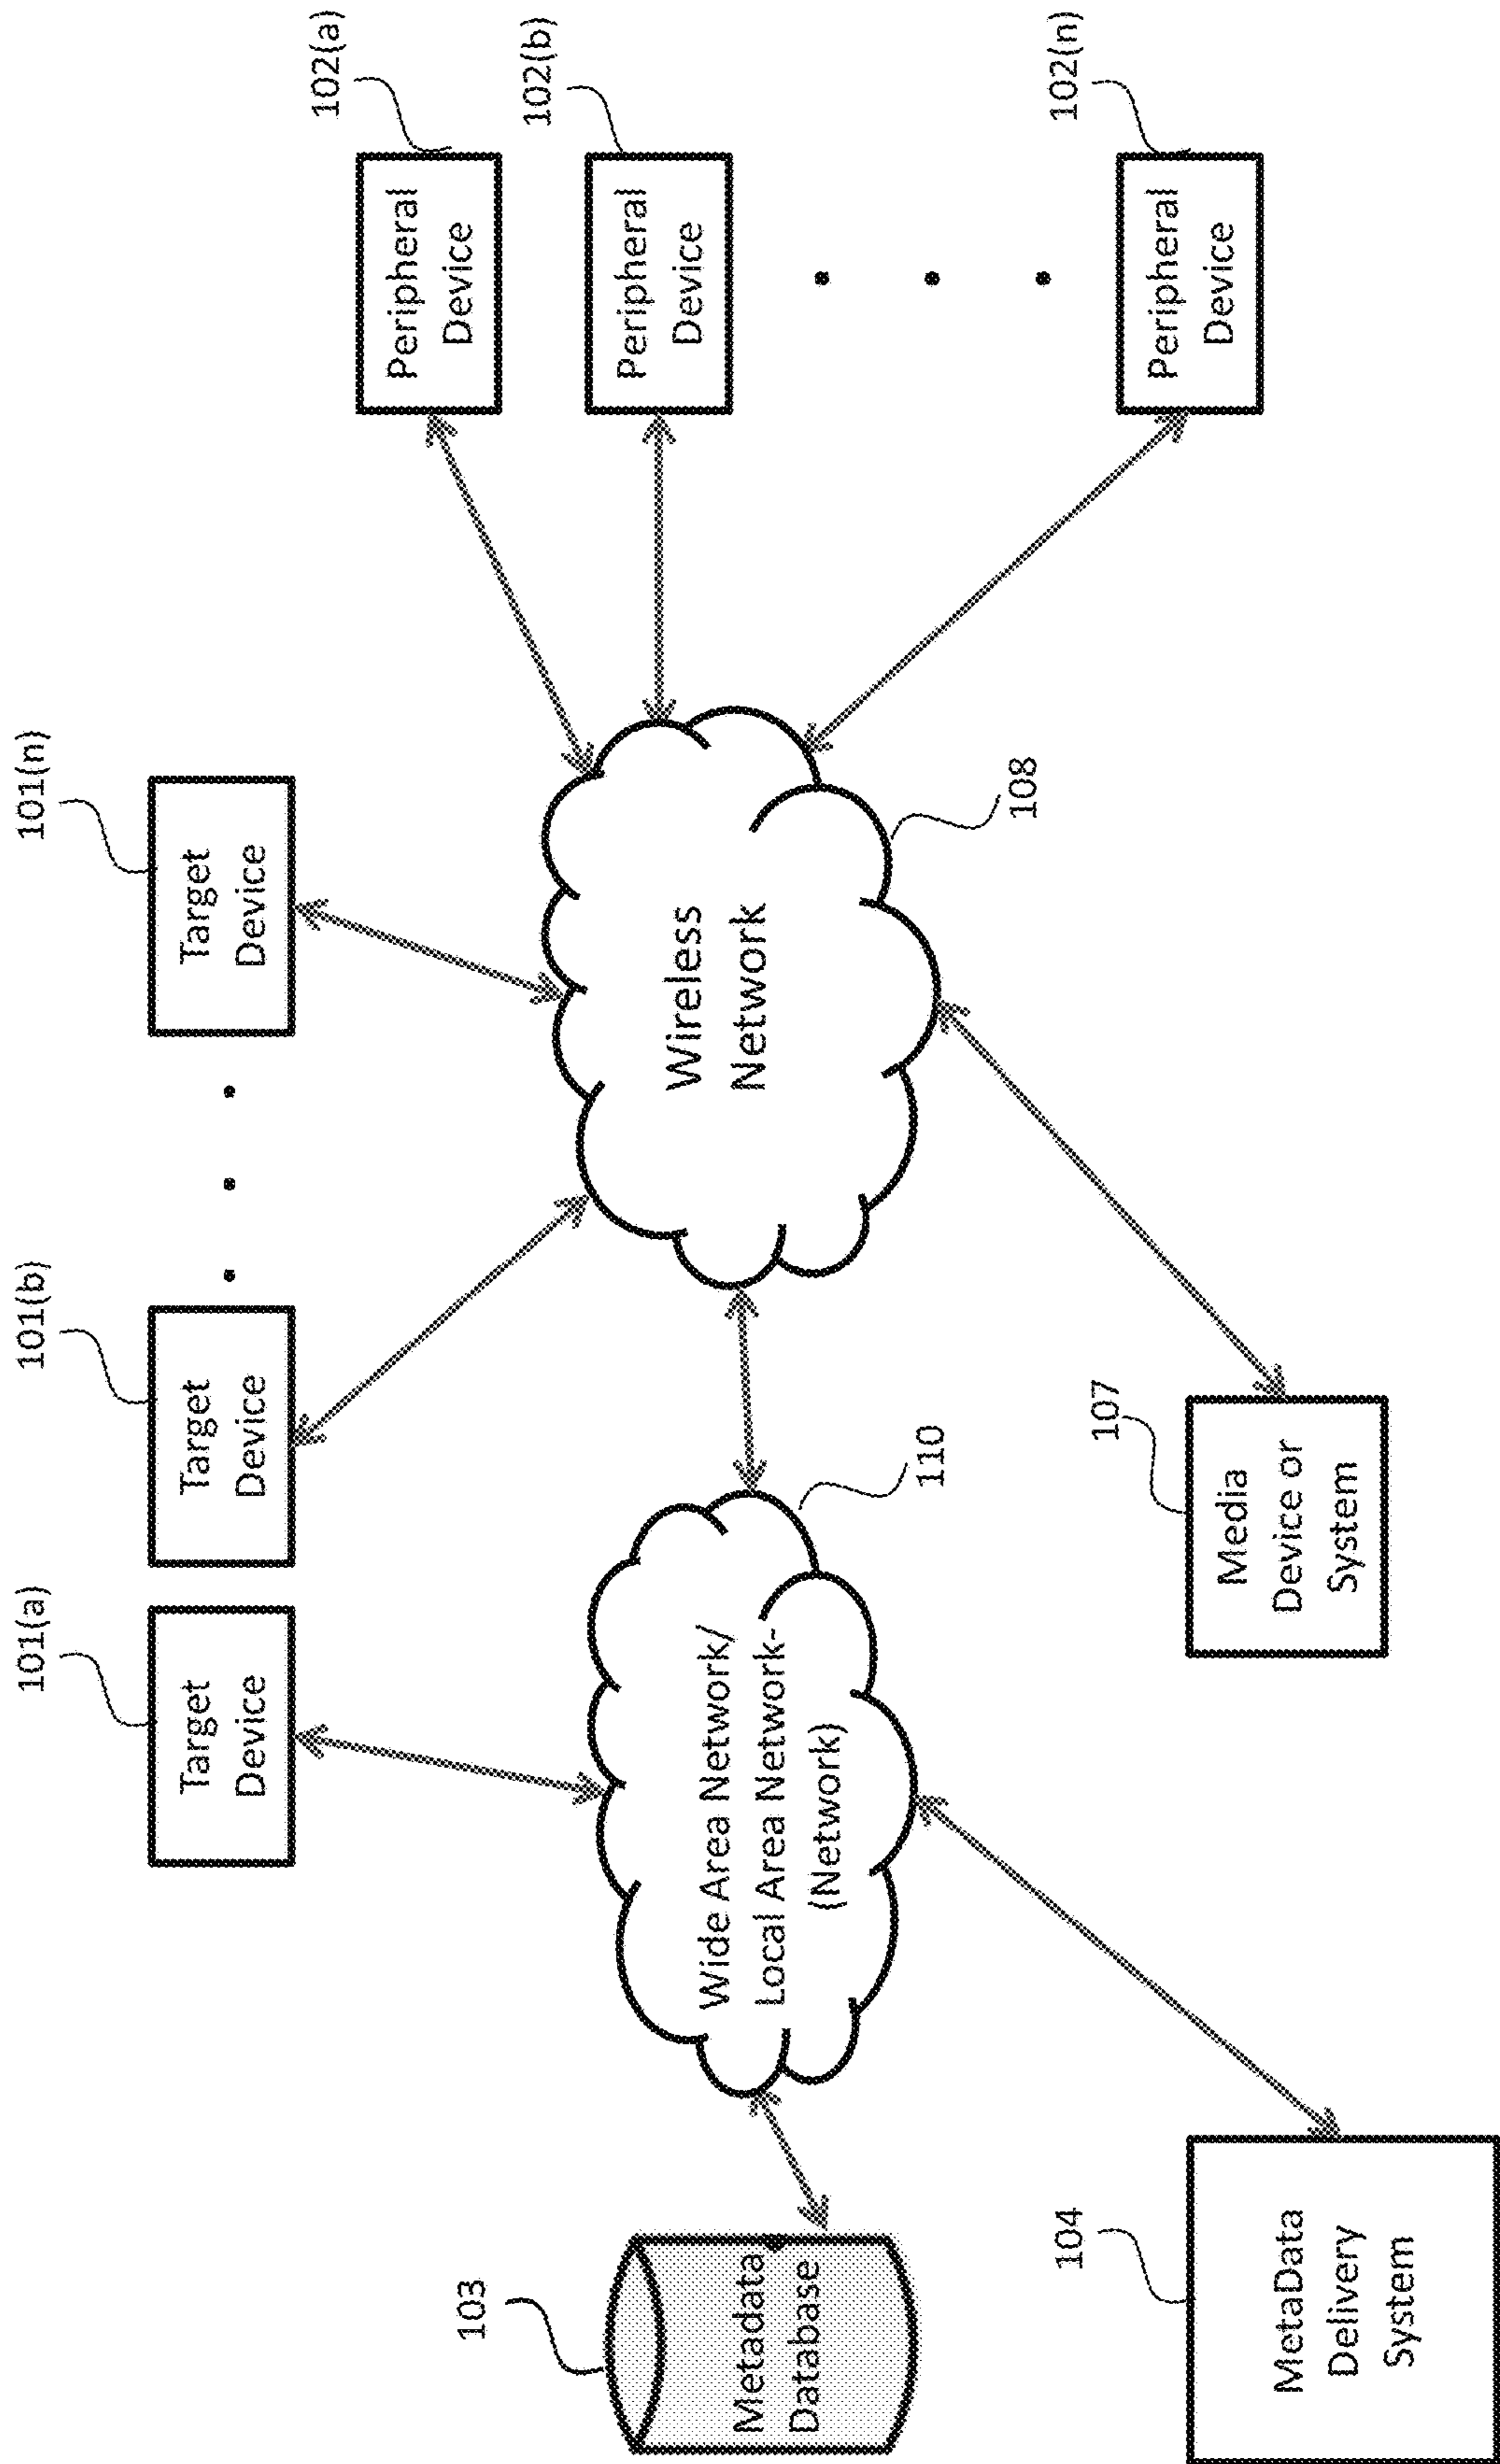 101(a)
Target
Device
101(b)
Target
Device
101(n)
Target
Device
102(a)
Peripheral
Device
102(b)
Peripheral
Device
102(n)
Peripheral
Device
103
Metadata
Database
Wide Area Network/
Local Area Network-
(Network)
110
Wireless
Network
108
104
MetaData
Delivery
System
107
Media
Device or
System